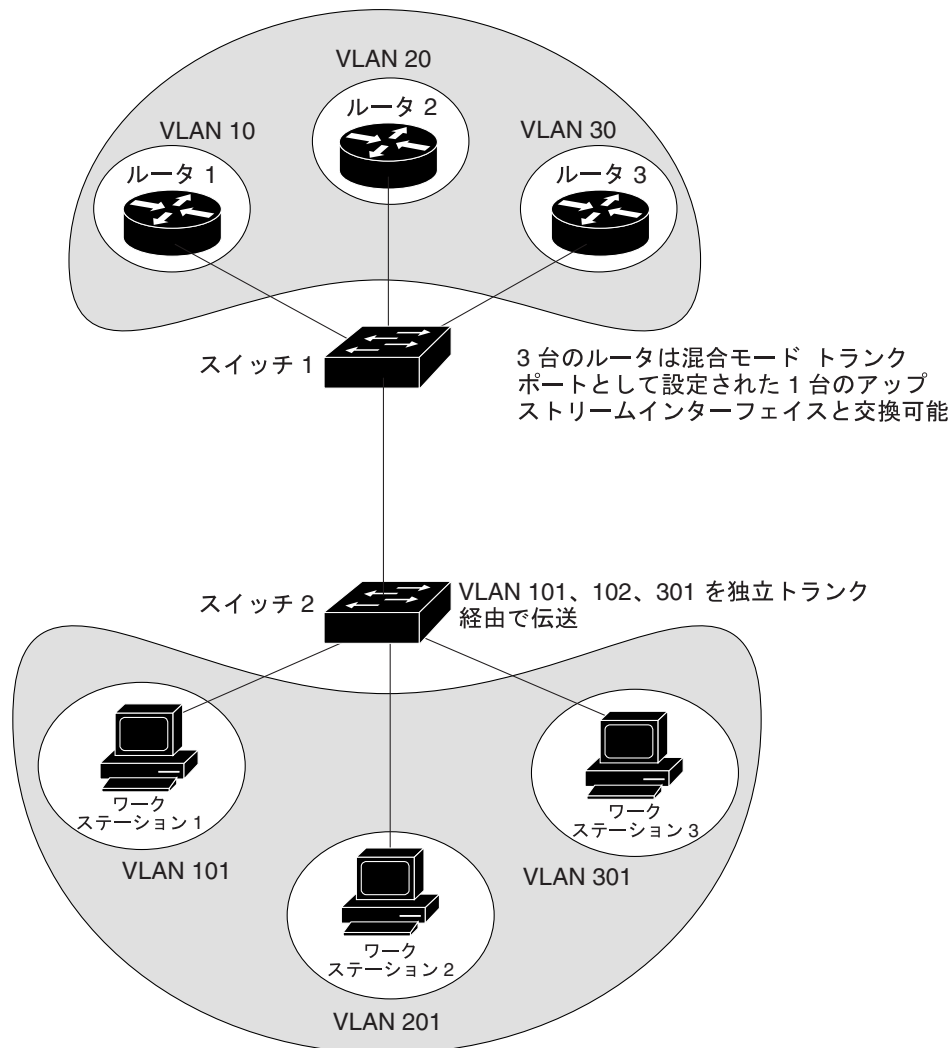 VLAN 20
ルータ 2
VLAN 10
VLAN 30
ルータ 1
ルータ 3
スイッチ 1
3 台のルータは混合モード トランク
ポートとして設定された 1 台のアップ
ストリームインターフェイスと交換可能
スイッチ 2
VLAN 101、102、301 を独立トランク
経由で伝送
ワーク
ステーション 1
ワーク
ステーション 3
VLAN 101
VLAN 301
ワーク
ステーション 2
VLAN 201